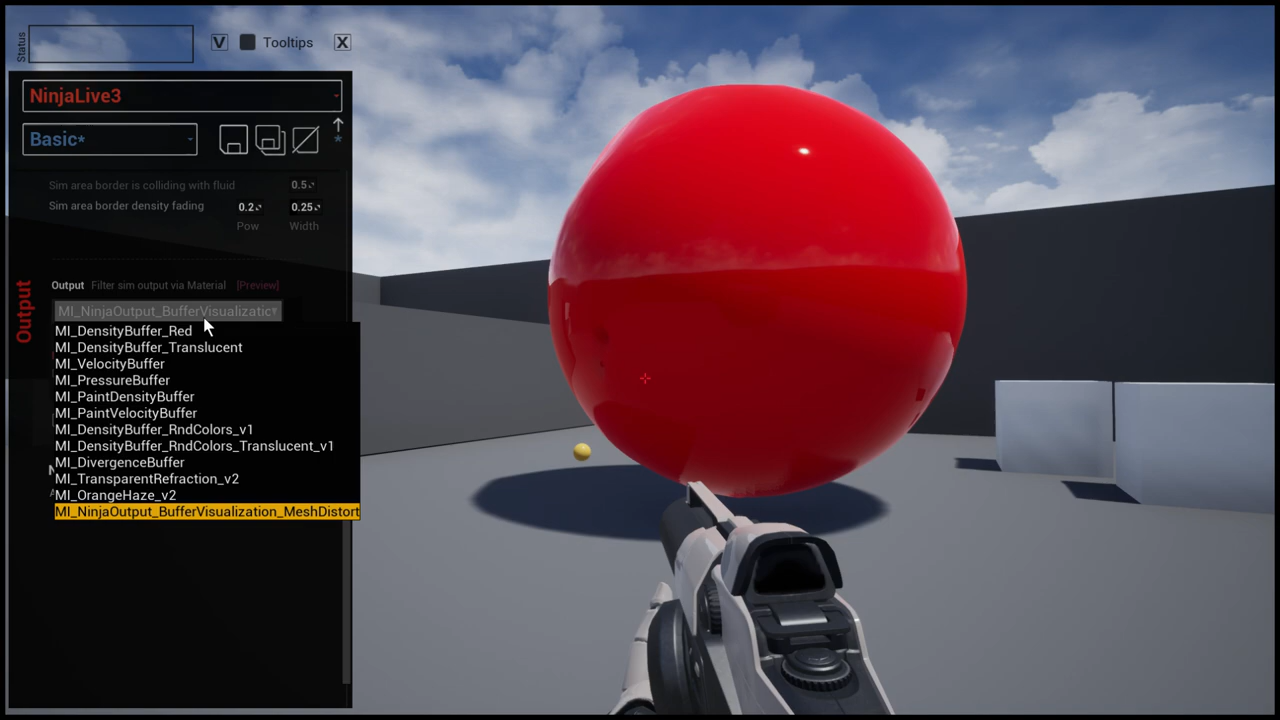 Status
V
Tooltips
X
NinjaLive3
Basic*
*
Sim area border is colliding with fluid 0.5
Sim area border density fading 0.2 0.25
Pow Width
Output
Output Filter sim output via Material [Preview]
MI_NinjaOutput_BufferVisualizatic
MI_DensityBuffer_Red
MI_DensityBuffer_Translucent
MI_VelocityBuffer
MI_PressureBuffer
MI_PaintDensityBuffer
MI_PaintVelocityBuffer
MI_DensityBuffer_RndColors_v1
MI_DensityBuffer_RndColors_Translucent_v1
MI_DivergenceBuffer
MI_TransparentRefraction_v2
MI_OrangeHaze_v2
MI_NinjaOutput_BufferVisualization_MeshDistort